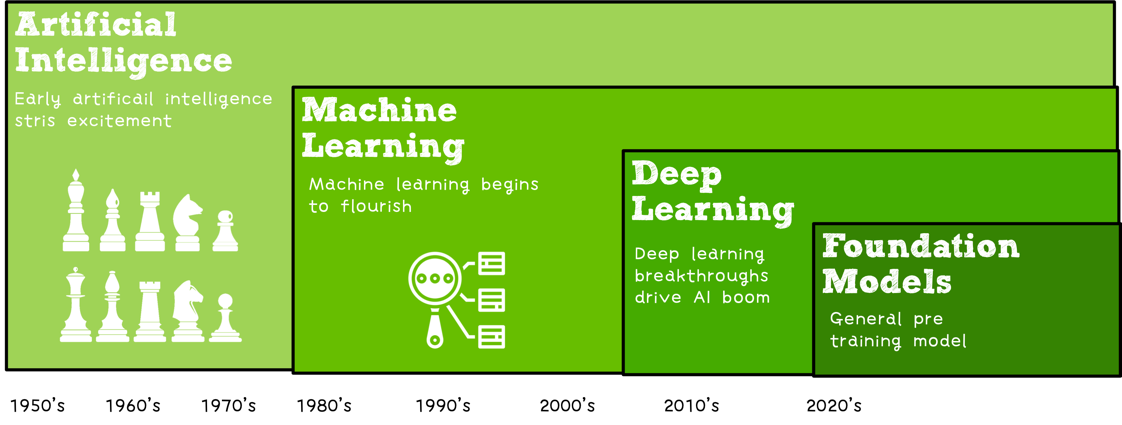 Artificial
Intelligence
Early artificail intelligence
stris excitement
Machine
Learning
Machine learning begins
to flourish
Deep
Learning
Deep learning
breakthroughs
drive AI boom
Foundation
Models
General pre
training model
1950's 1960's 1970's 1980's 1990's 2000's 2010's 2020's